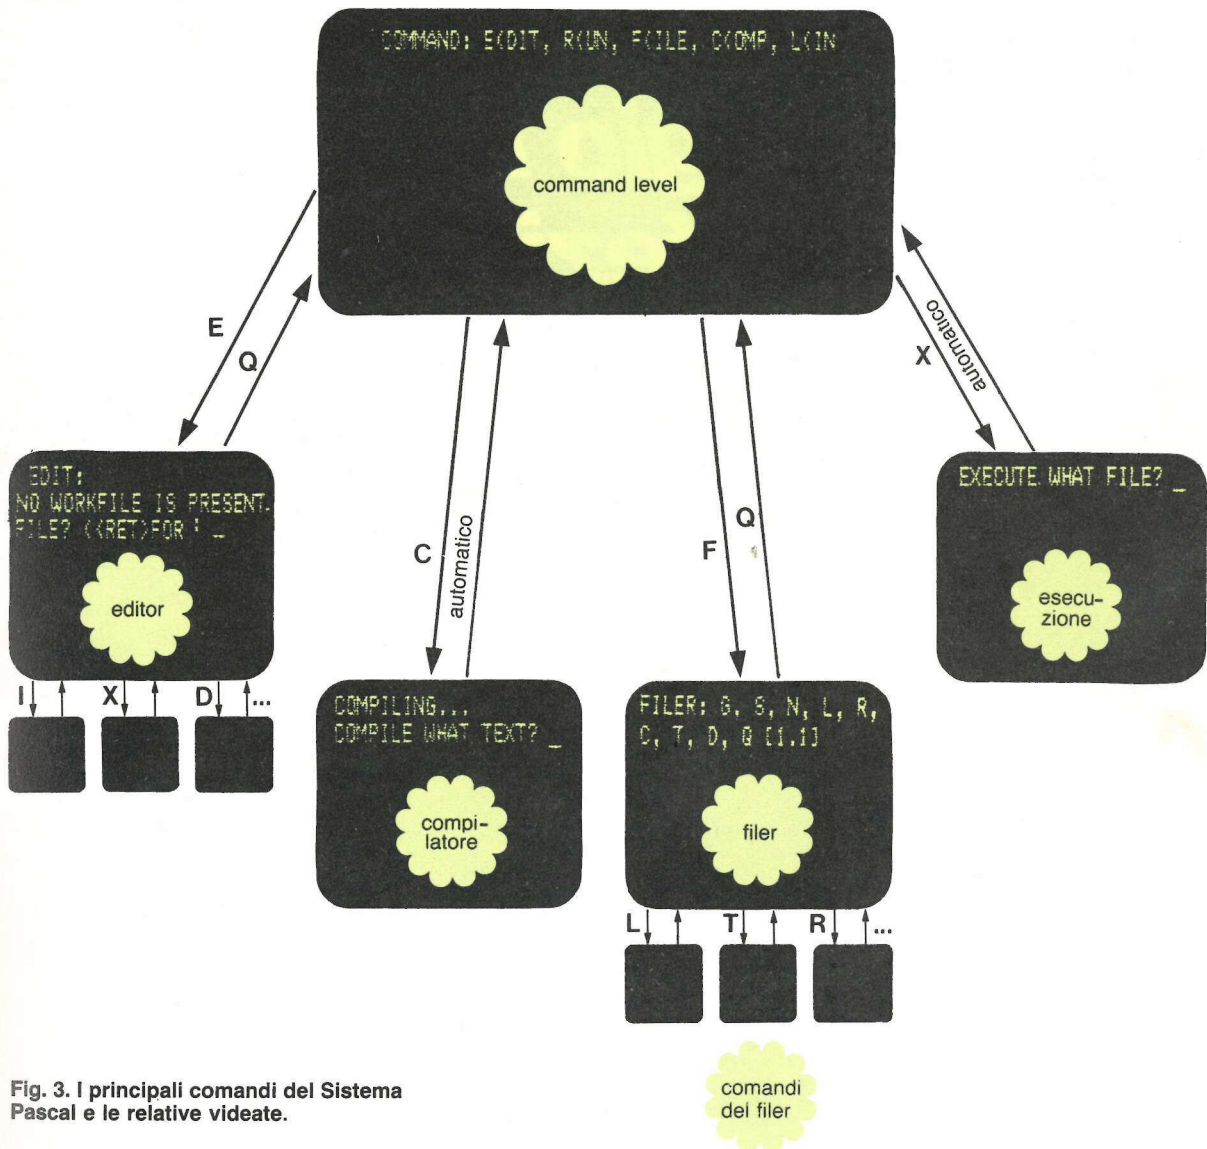 COMMAND: E(DIT, R(UN, F(ILE, C(OMP, L(IN
command level
E
Q
C
automatico
F
Q
X
automatico
EDIT:
NO WORKFILE IS PRESENT.
FILE? (<RET>FOR
editor
I
X
D
...
COMPILING...
COMPILE WHAT TEXT? _
compi-
latore
FILER: G, S, N, L, R,
C, T, D, Q [1.1]
filer
L
T
R
...
EXECUTE WHAT FILE? _
esecu-
zione
comandi
del filer
Fig. 3. I principali comandi del Sistema
Pascal e le relative videate.